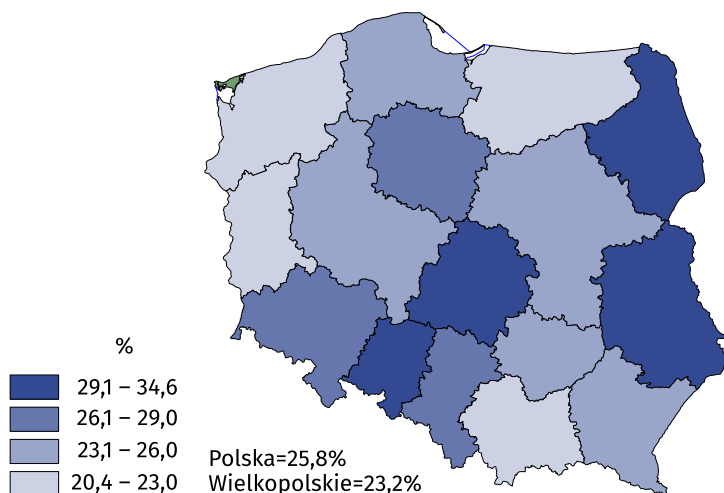 %
29,1 – 34,6
26,1 – 29,0
23,1 – 26,0
20,4 – 23,0
Polska=25,8%
Wielkopolskie=23,2%